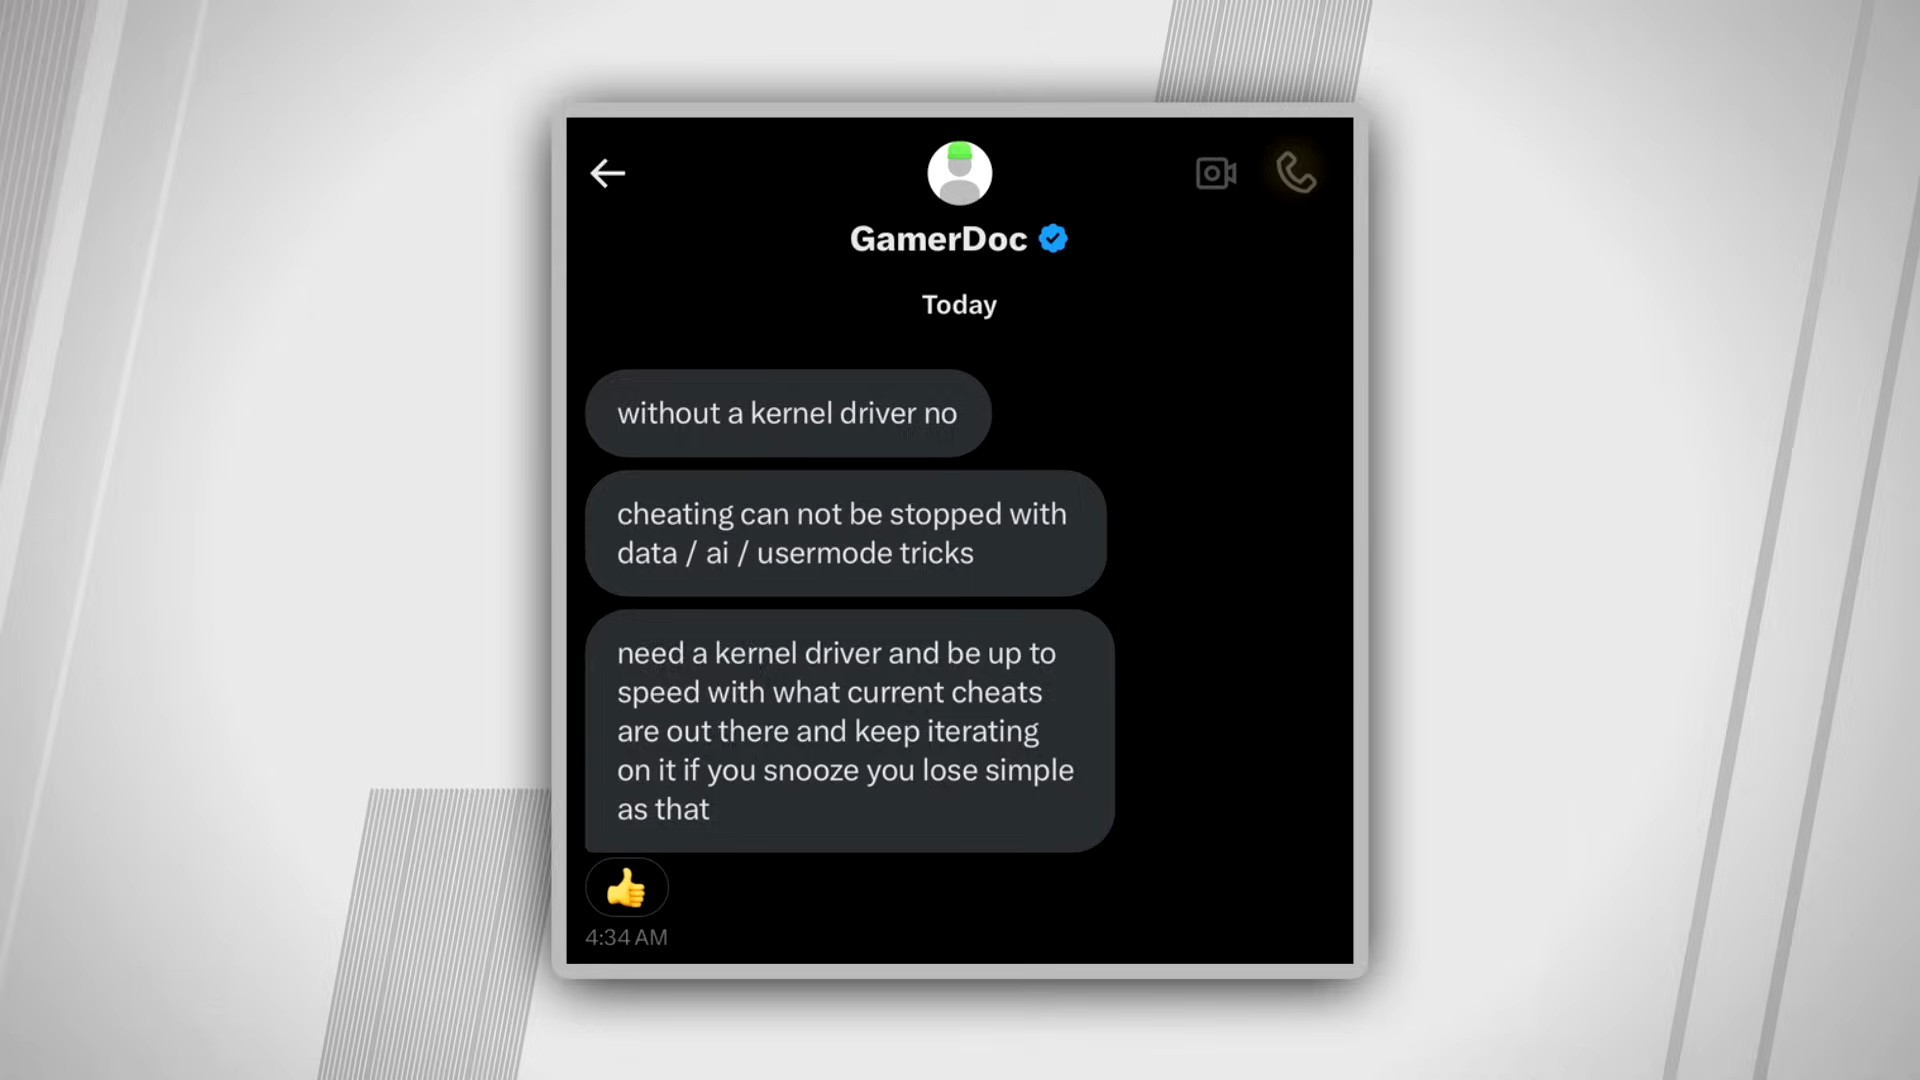 GamerDoc
Today
without a kernel driver no
cheating can not be stopped with
data / ai / usermode tricks
need a kernel driver and be up to
speed with what current cheats
are out there and keep iterating
on it if you snooze you lose simple
as that
👍
4:34 AM